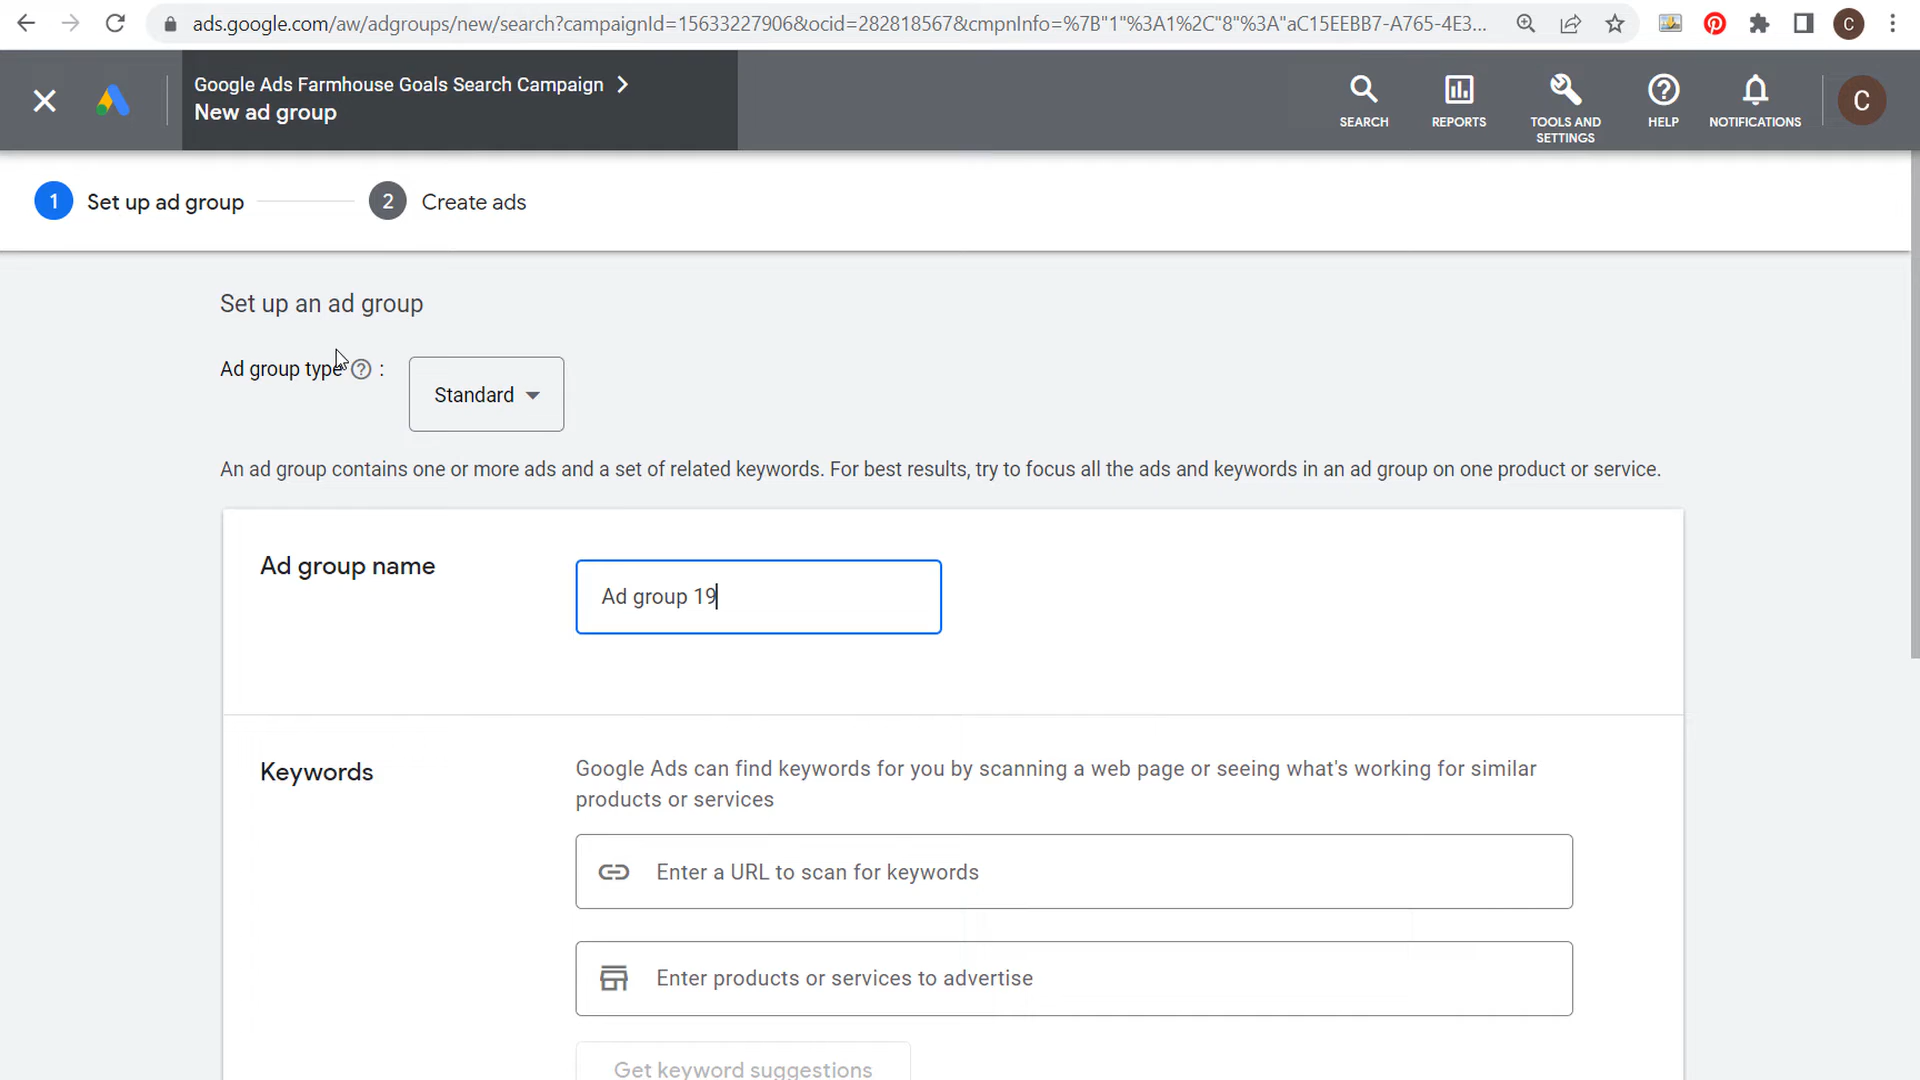 ads.google.com/aw/adgroups/new/search?campaignId=15633227906&ocid=282818567&cmpnInfo=%7B"1"%3A1%2C"8"%3A"aC15EEBB7-A765-4E3...
C
Google Ads Farmhouse Goals Search Campaign
New ad group
SEARCH
REPORTS
TOOLS AND
SETTINGS
HELP
NOTIFICATIONS
C
1 Set up ad group
2 Create ads
Set up an ad group
Ad group type ? :
Standard
An ad group contains one or more ads and a set of related keywords. For best results, try to focus all the ads and keywords in an ad group on one product or service.
Ad group name
Ad group 19
Keywords
Google Ads can find keywords for you by scanning a web page or seeing what's working for similar
products or services
Enter a URL to scan for keywords
Enter products or services to advertise
Get keyword suggestions